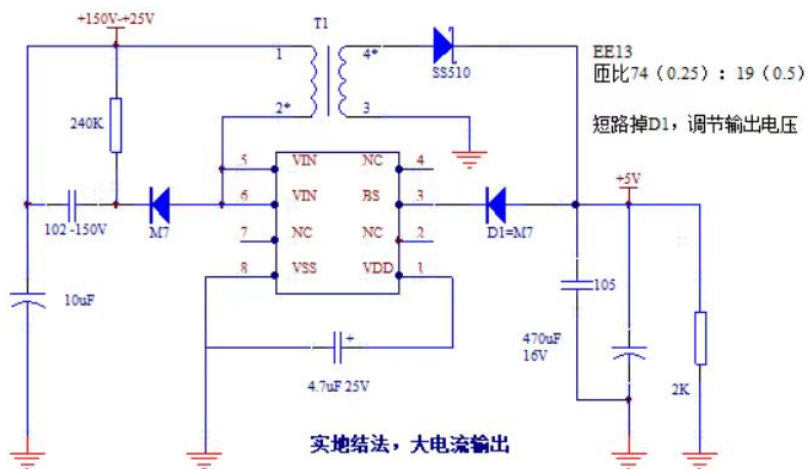 +150V-+25V
T1
1
4*
SS510
EE13
匝比74（0.25）：19（0.5）
240K
2*
3
短路掉D1，调节输出电压
5
VIN
NC
4
+5V
6
VIN
BS
3
102 -150V
M7
7
NC
NC
2
D1=M7
8
VSS
VDD
1
105
10uF
+
470uF
16V
4.7uF 25V
2K
实地结法，大电流输出